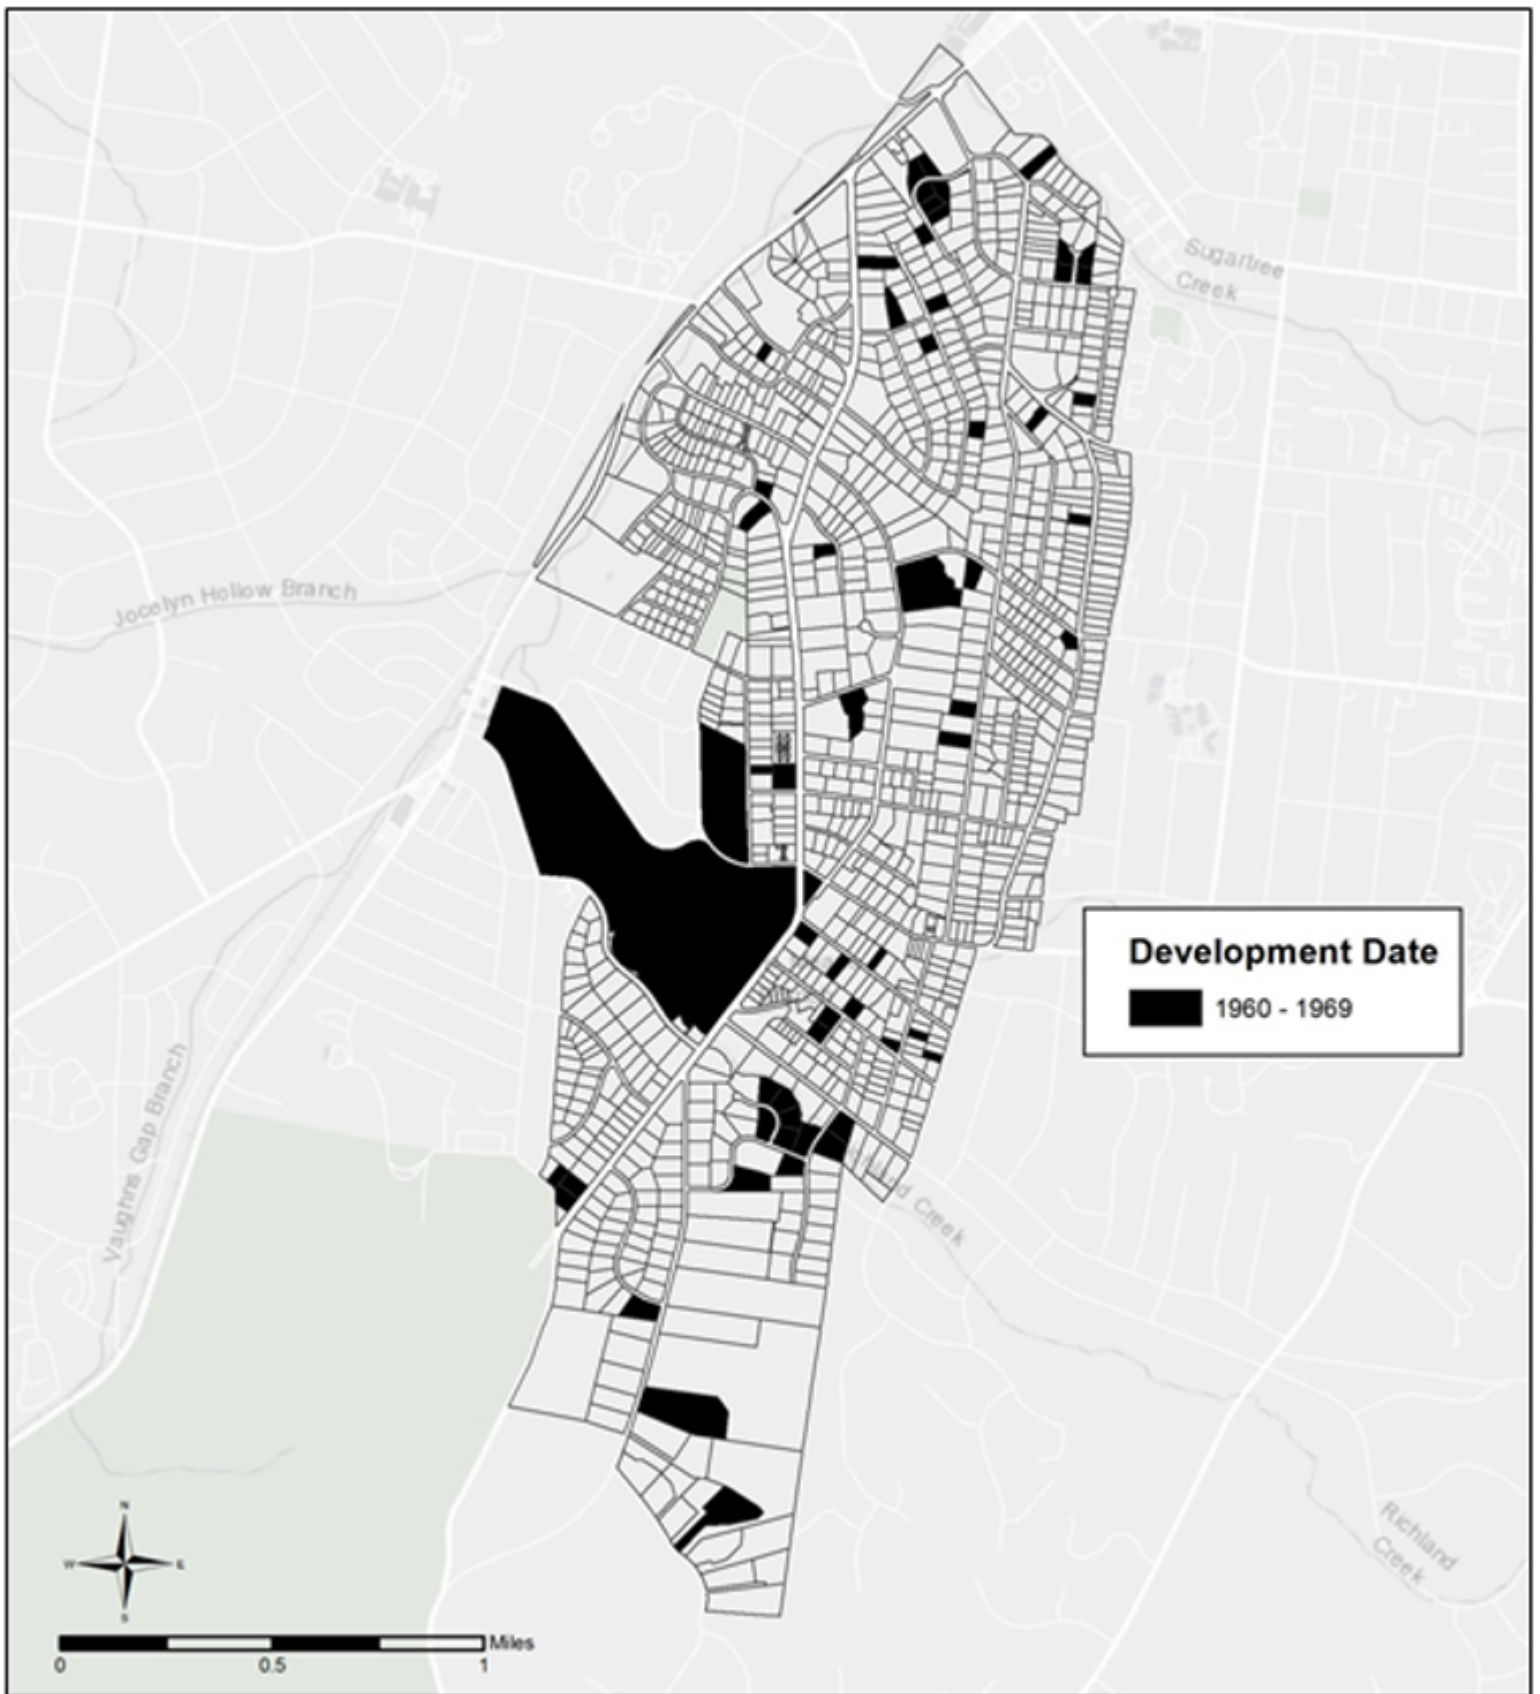 Sugartree
Creek
Jocelyn Hollow Branch
Development Date
1960 - 1969
Vaughns Gap Branch
Creek
Richland
Creek
N
W E
S
Miles
0 0.5 1